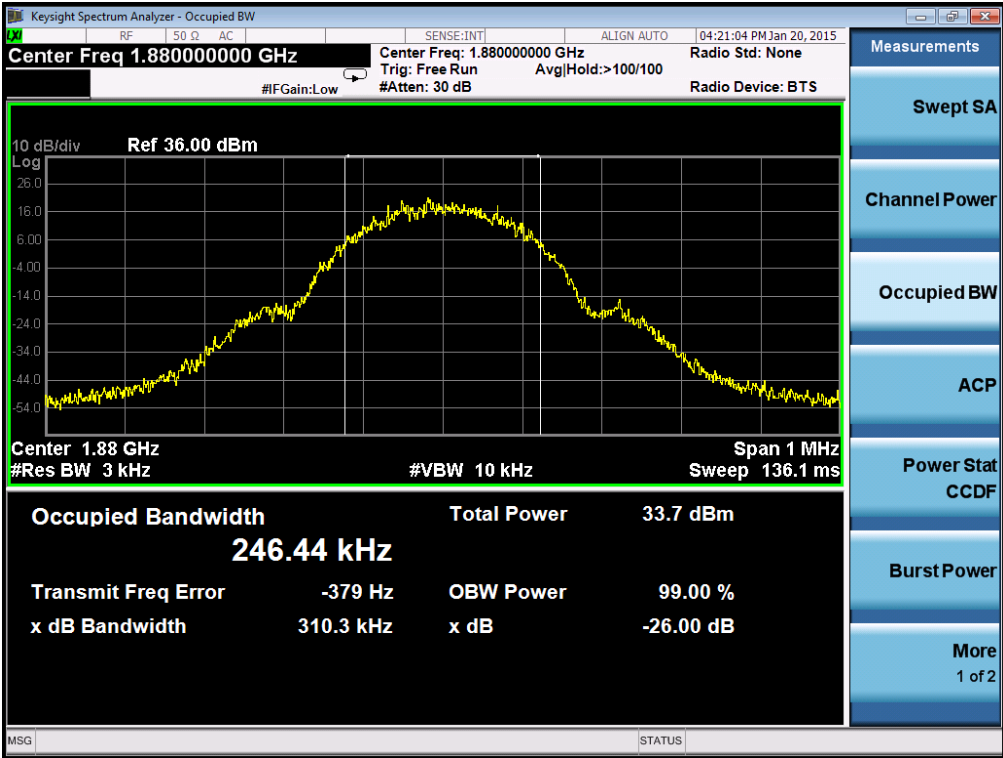 Keysight Spectrum Analyzer - Occupied BW
LXI RF 50 Ω AC SENSE:INT ALIGN AUTO 04:21:04 PM Jan 20, 2015
Center Freq 1.880000000 GHz
Center Freq: 1.880000000 GHz Radio Std: None
Trig: Free Run Avg|Hold:>100/100
#IFGain:Low #Atten: 30 dB Radio Device: BTS
10 dB/div Ref 36.00 dBm
Log
26.0
16.0
6.00
-4.00
-14.0
-24.0
-34.0
-44.0
-54.0
Center 1.88 GHz Span 1 MHz
#Res BW 3 kHz #VBW 10 kHz Sweep 136.1 ms
Occupied Bandwidth Total Power 33.7 dBm
246.44 kHz
Transmit Freq Error -379 Hz OBW Power 99.00 %
x dB Bandwidth 310.3 kHz x dB -26.00 dB
MSG STATUS
Measurements
Swept SA
Channel Power
Occupied BW
ACP
Power Stat
CCDF
Burst Power
More
1 of 2